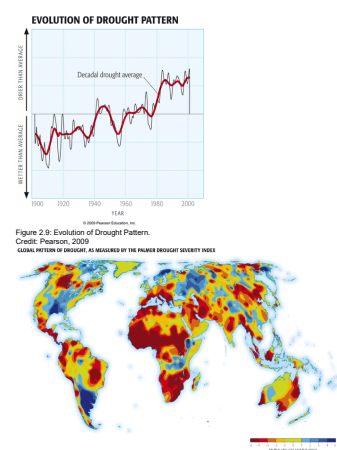 EVOLUTION OF DROUGHT PATTERN
DRIER THAN AVERAGE
Decadal drought average
WETTER THAN AVERAGE
1900 1920 1940 1960 1980 2000
YEAR
© 2009 Pearson Education, Inc.
Figure 2.9: Evolution of Drought Pattern.
Credit: Pearson, 2009
GLOBAL PATTERN OF DROUGHT, AS MEASURED BY THE PALMER DROUGHT SEVERITY INDEX